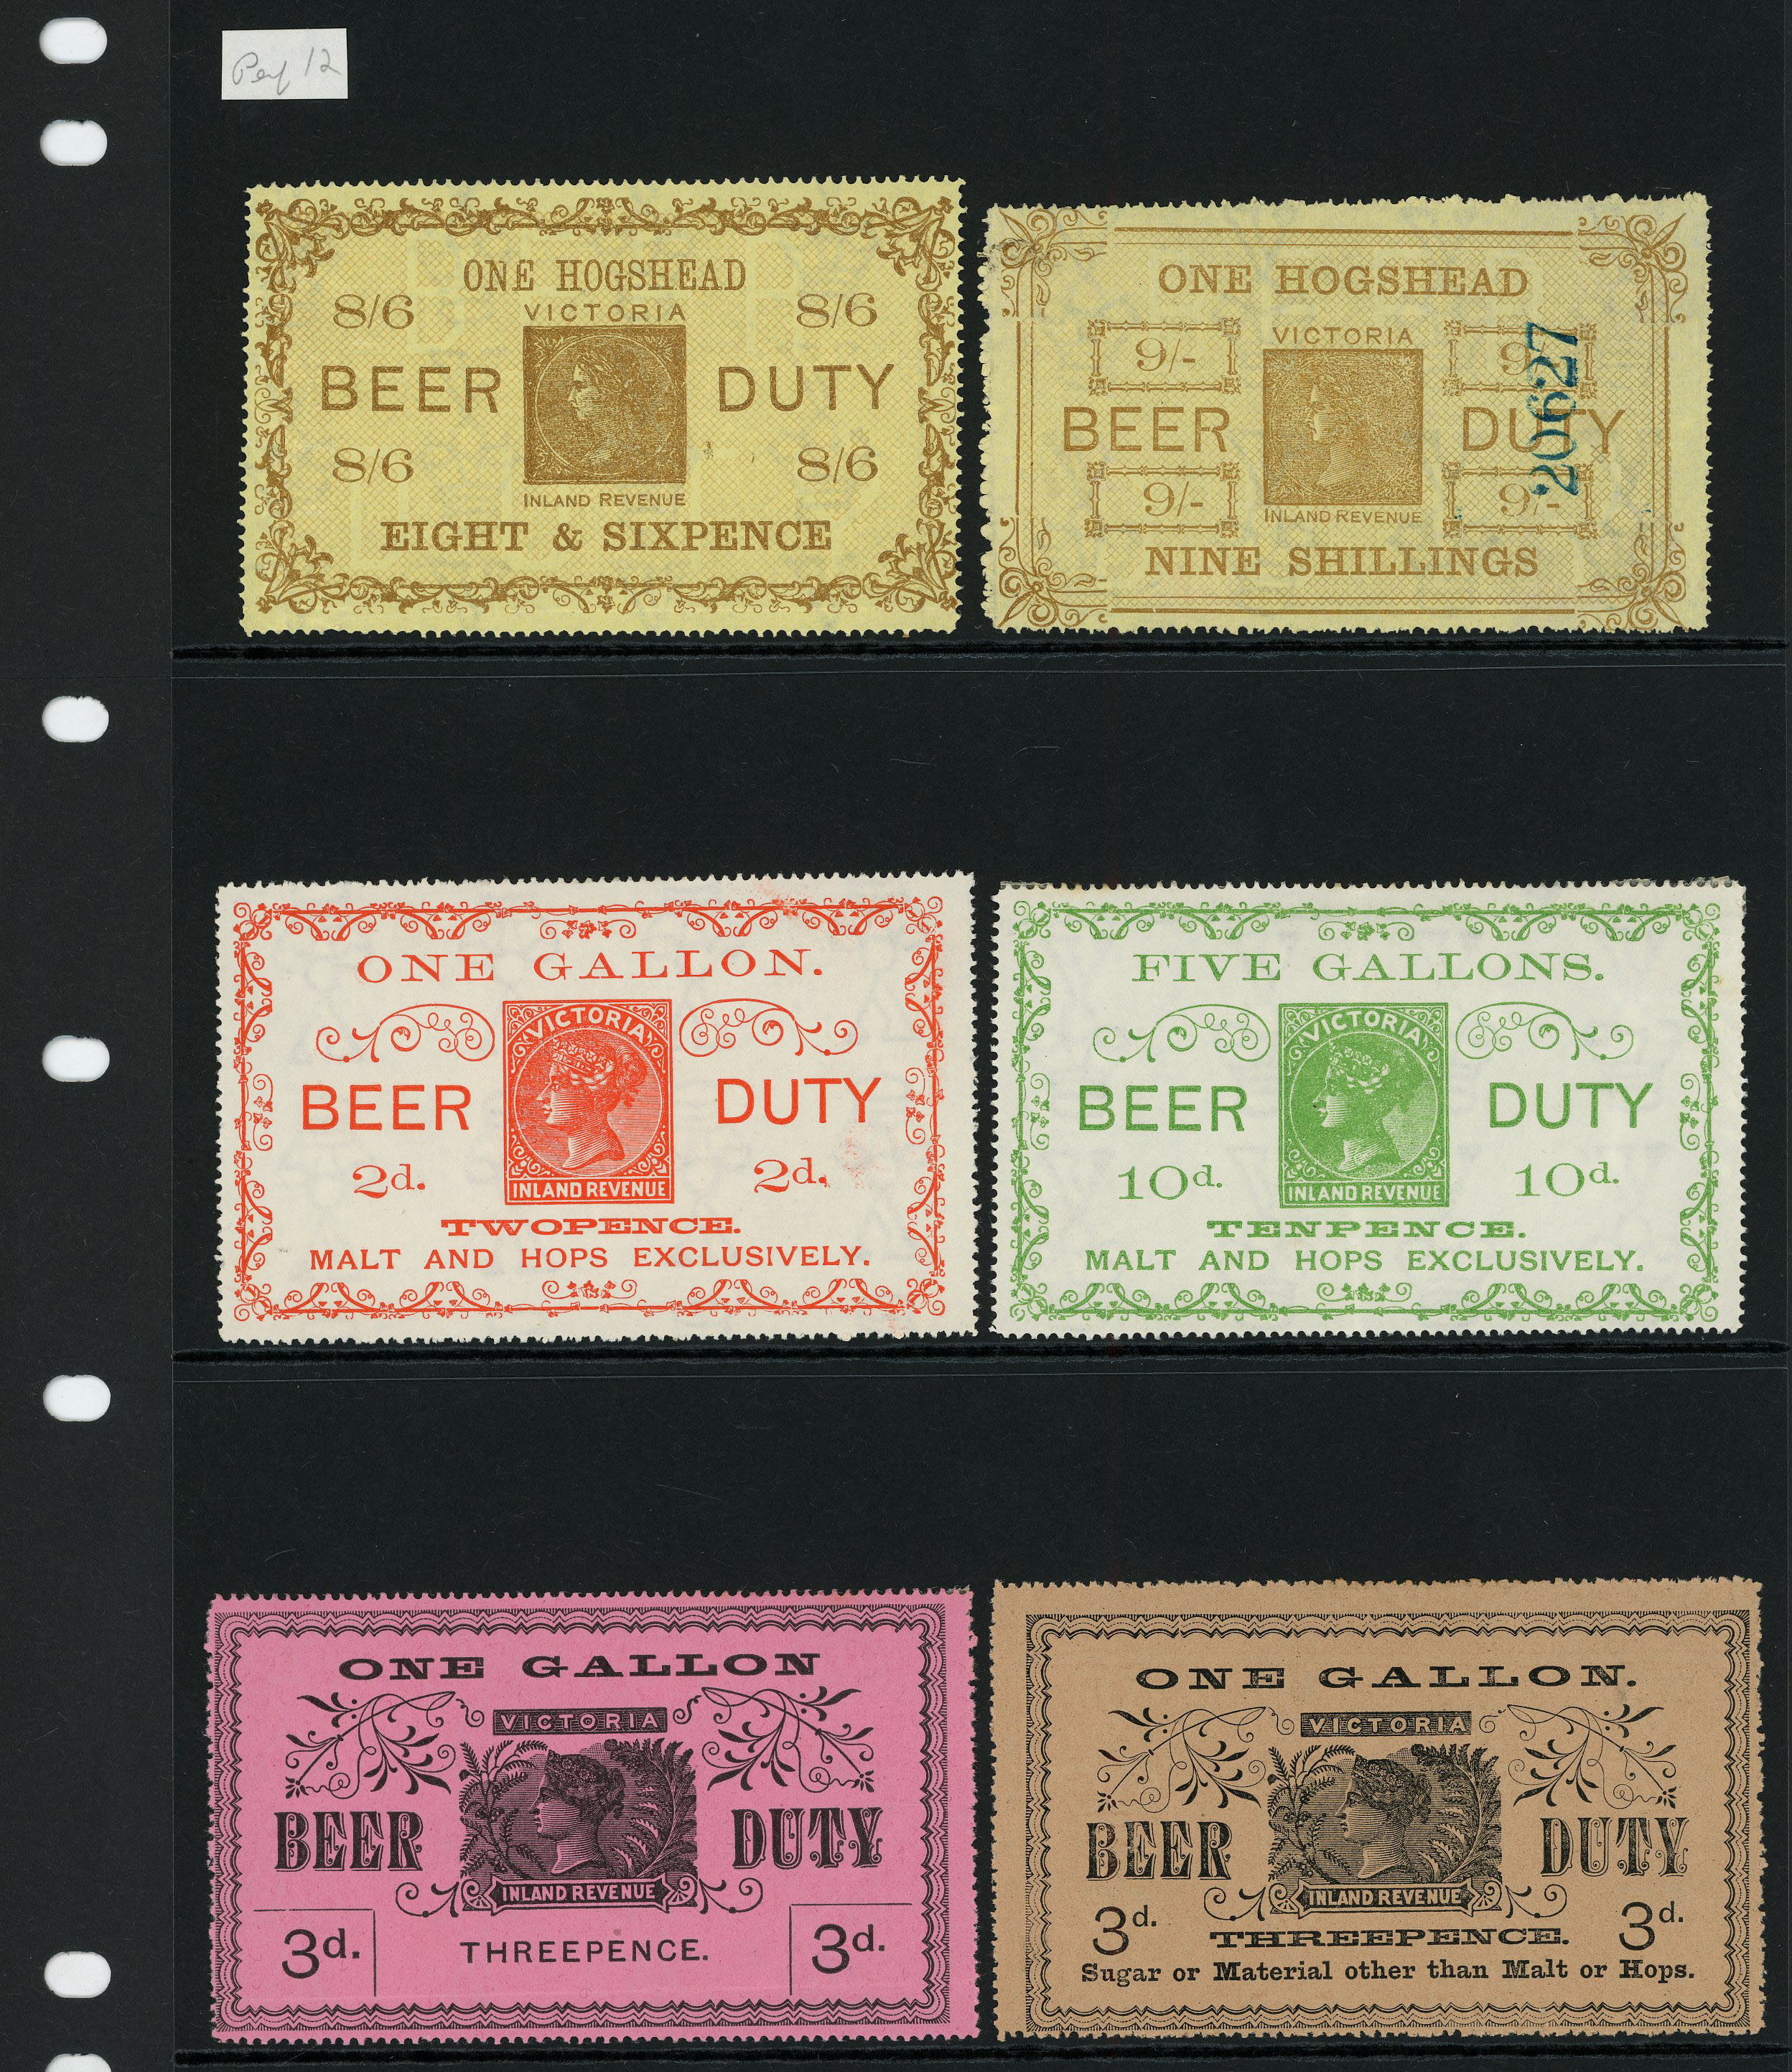 Perf 12
ONE HOGSHEAD
8/6 VICTORIA 8/6
BEER DUTY
8/6 8/6
INLAND REVENUE
EIGHT & SIXPENCE
ONE HOGSHEAD
VICTORIA
9/- 9/-
BEER DUTY
9/- 9/-
INLAND REVENUE
NINE SHILLINGS
20627
ONE GALLON.
VICTORIA
BEER DUTY
2d. 2d.
INLAND REVENUE
TWOPENCE.
MALT AND HOPS EXCLUSIVELY.
FIVE GALLONS.
VICTORIA
BEER DUTY
10d. 10d.
INLAND REVENUE
TENPENCE.
MALT AND HOPS EXCLUSIVELY.
ONE GALLON
VICTORIA
BEER DUTY
INLAND REVENUE
3d. THREEPENCE. 3d.
ONE GALLON.
VICTORIA
BEER DUTY
INLAND REVENUE
3d. THREEPENCE. 3d.
Sugar or Material other than Malt or Hops.